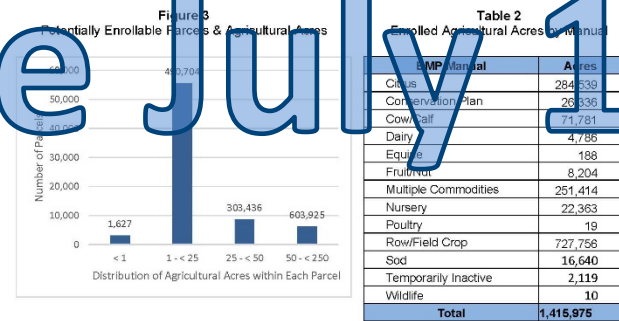 Figure 3
Potentially Enrollable Parcels & Agricultural Acres
60,000
50,000
40,000
30,000
20,000
10,000
0
Number of Parcels
1,627
490,704
303,436
603,925
< 1
1 - < 25
25 - < 50
50 - < 250
Distribution of Agricultural Acres within Each Parcel
Table 2
Enrolled Agricultural Acres by Manual
BMP Manual Acres
Citrus 284,539
Conservation Plan 26,336
Cow/Calf 71,781
Dairy 4,786
Equine 188
Fruit/Nut 8,204
Multiple Commodities 251,414
Nursery 22,363
Poultry 19
Row/Field Crop 727,756
Sod 16,640
Temporarily Inactive 2,119
Wildlife 10
Total 1,415,975
e July 1